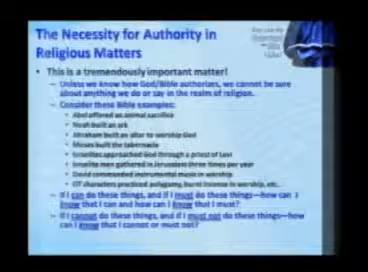 The Necessity for Authority in
Religious Matters
• This is a tremendously important matter!
– Unless we know how God/Bible authorizes, we cannot be sure
about anything we do or say in the realm of religion.
– Consider these Bible examples:
• Abel offered an animal sacrifice
• Noah built an ark
• Abraham built an altar to worship God
• Moses built the tabernacle
• Israelites approached God through a priest of Levi
• Israelite men gathered in Jerusalem three times per year
• David commanded instrumental music in worship
• OT characters practiced polygamy, burnt incense in worship, etc.
– If I can do these things, and if I must do these things—how can I
know that I can and how can I know that I must?
– If I cannot do these things, and if I must not do these things—how
can I know that I cannot or must not?